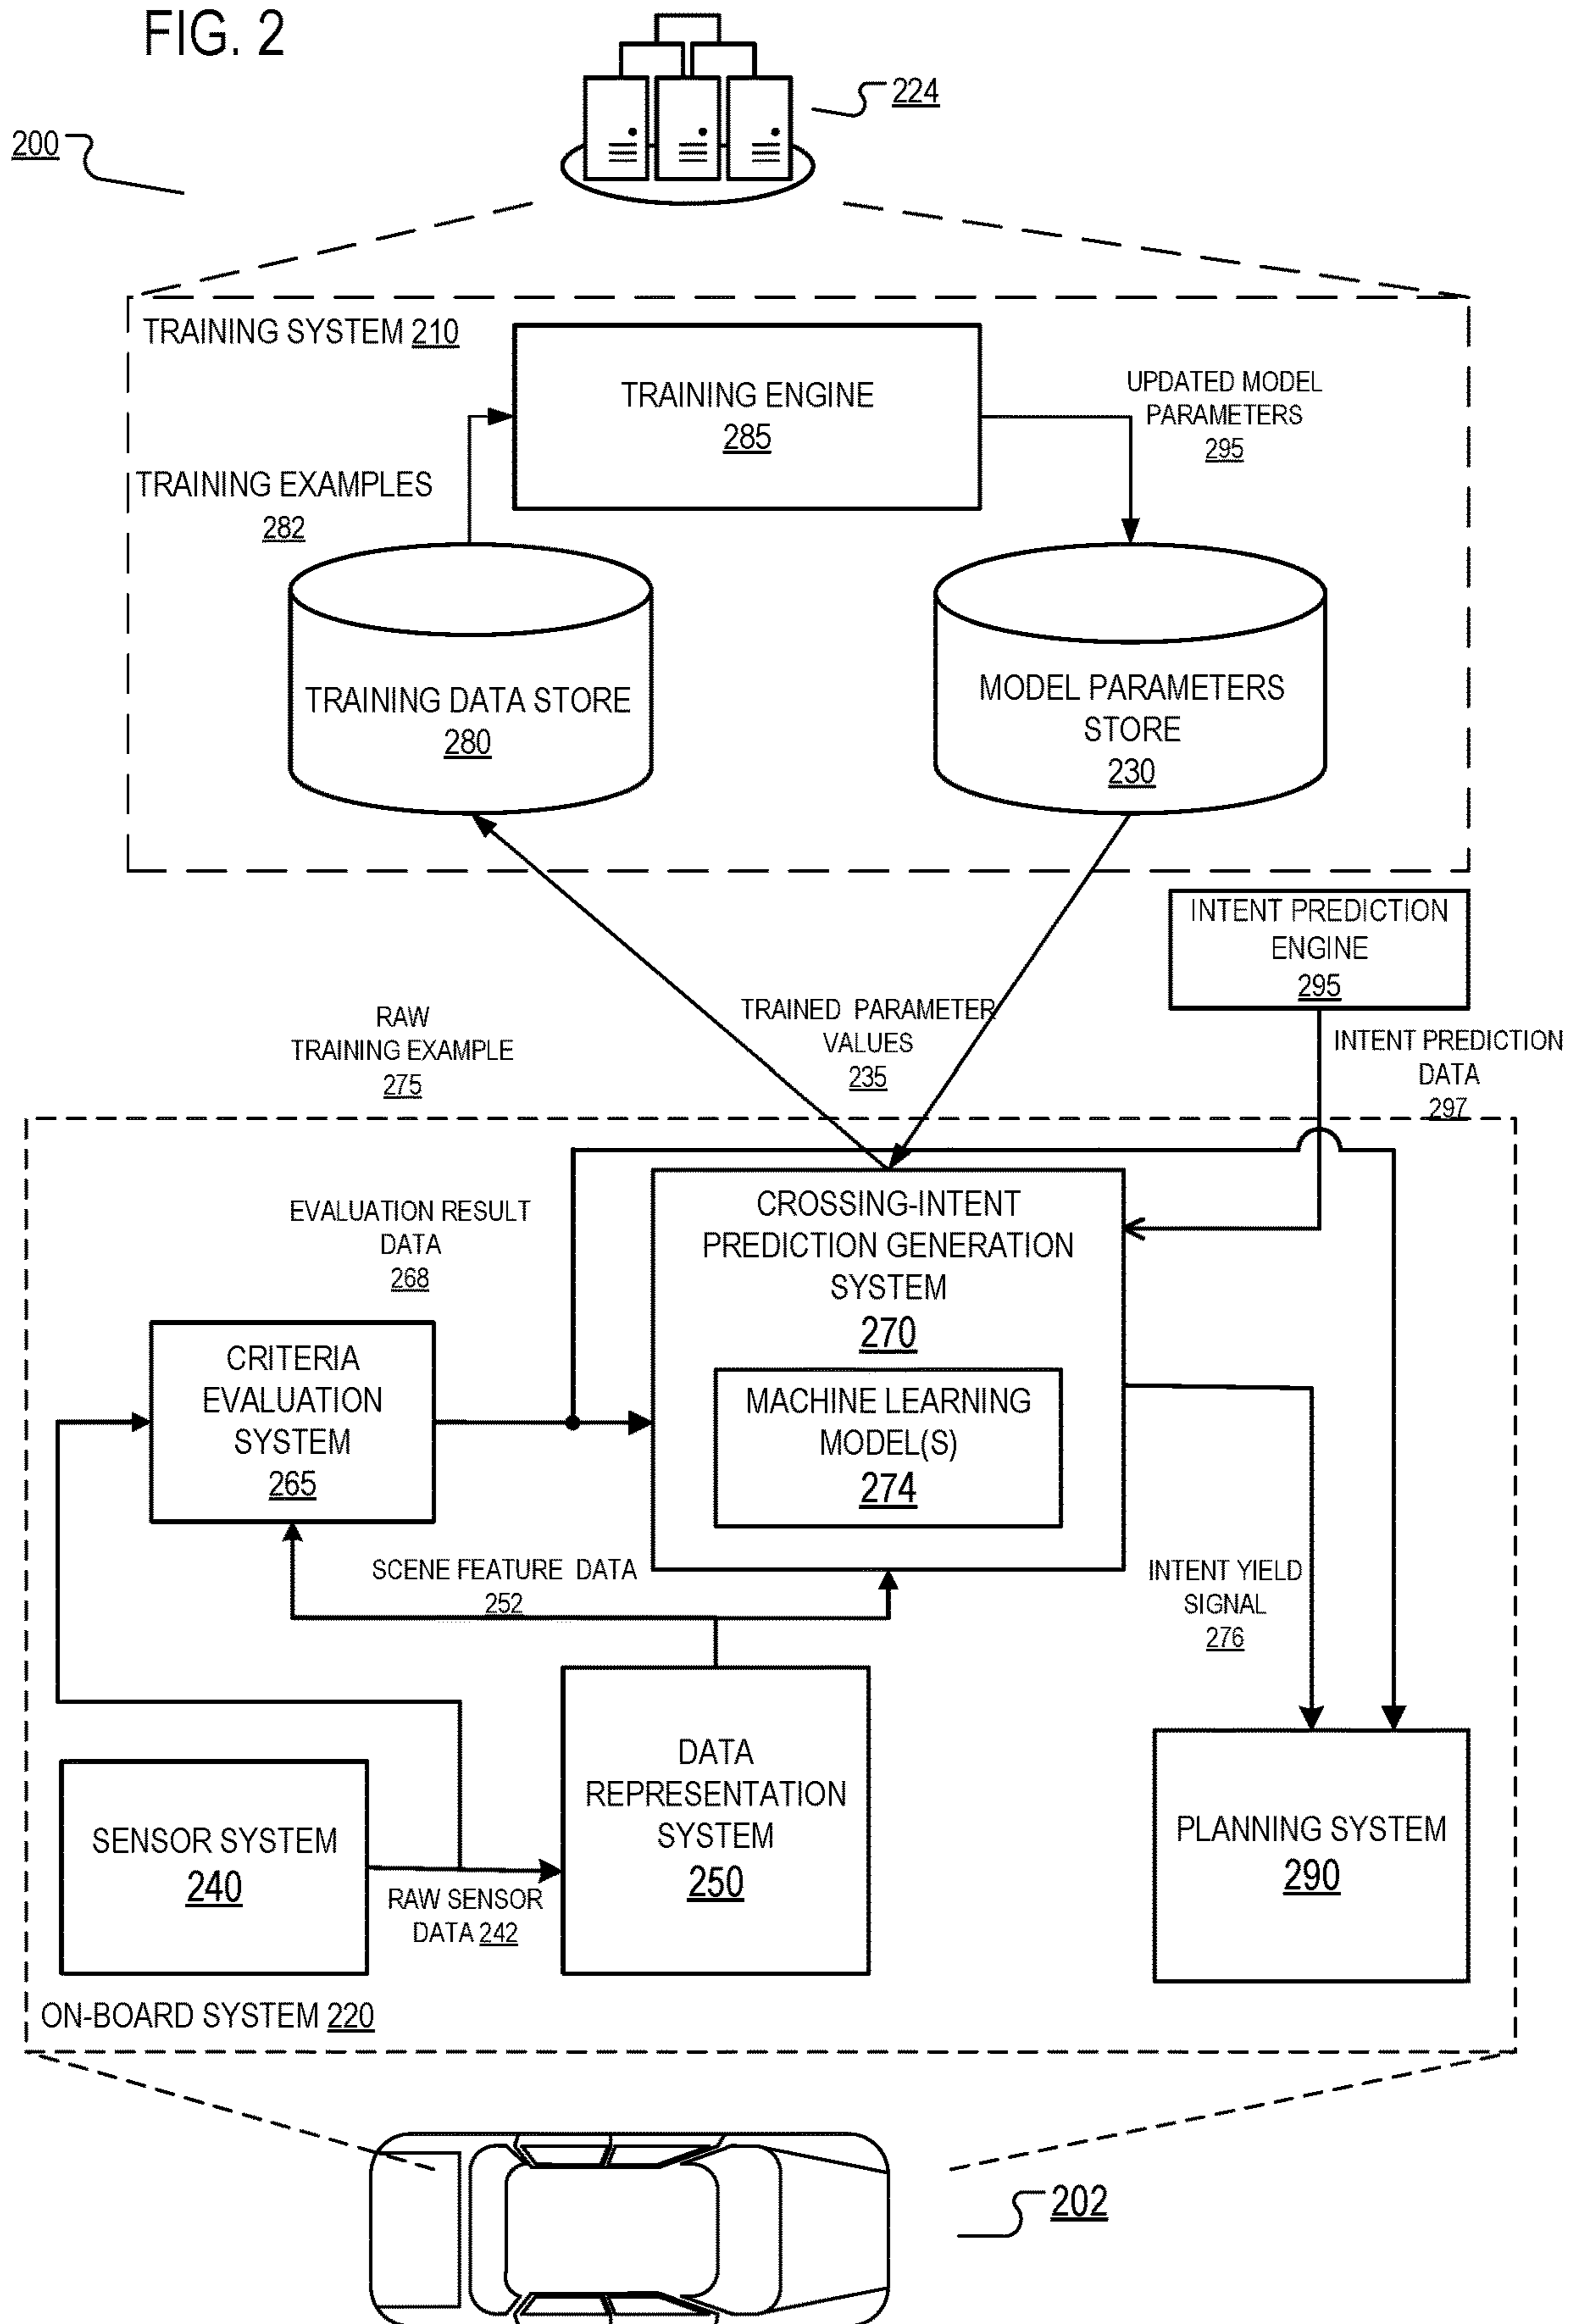 FIG. 2
224
200
TRAINING SYSTEM 210
TRAINING ENGINE
285
UPDATED MODEL
PARAMETERS
295
TRAINING EXAMPLES
282
TRAINING DATA STORE
280
MODEL PARAMETERS
STORE
230
INTENT PREDICTION
ENGINE
295
RAW
TRAINING EXAMPLE
275
TRAINED PARAMETER
VALUES
235
INTENT PREDICTION
DATA
297
EVALUATION RESULT
DATA
268
CROSSING-INTENT
PREDICTION GENERATION
SYSTEM
270
CRITERIA
EVALUATION
SYSTEM
265
MACHINE LEARNING
MODEL(S)
274
SCENE FEATURE DATA
252
INTENT YIELD
SIGNAL
276
DATA
REPRESENTATION
SYSTEM
250
SENSOR SYSTEM
240
RAW SENSOR
DATA 242
PLANNING SYSTEM
290
ON-BOARD SYSTEM 220
202